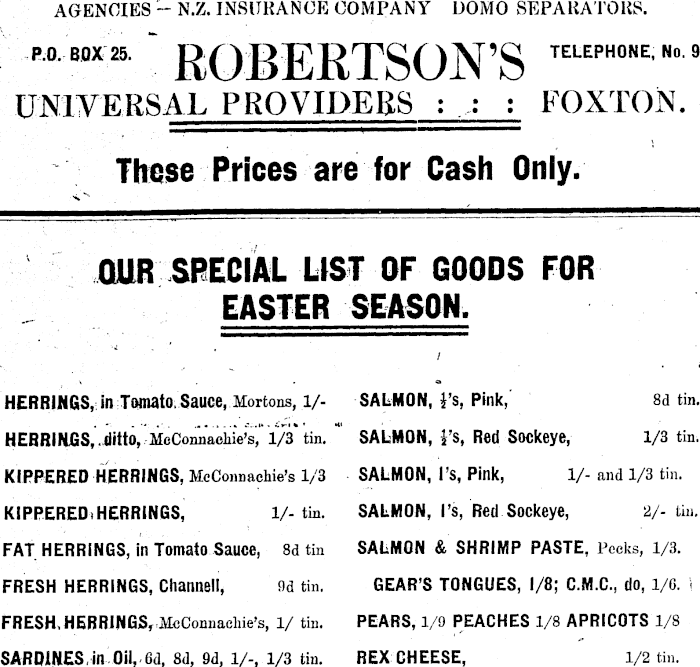 AGENCIES – N.Z. INSURANCE COMPANY DOMO SEPARATORS.
P.O. BOX 25.
ROBERTSON'S
TELEPHONE, No. 9
UNIVERSAL PROVIDERS : : : FOXTON.
These Prices are for Cash Only.
OUR SPECIAL LIST OF GOODS FOR
EASTER SEASON.
HERRINGS, in Tomato Sauce, Mortons, 1/-
HERRINGS, ditto, McConnachie's, 1/3 tin.
KIPPERED HERRINGS, McConnachie's 1/3
KIPPERED HERRINGS, 1/- tin.
FAT HERRINGS, in Tomato Sauce, 8d tin
FRESH HERRINGS, Channell, 9d tin.
FRESH HERRINGS, McConnachie's, 1/ tin.
SARDINES in Oil, 6d, 8d, 9d, 1/-, 1/3 tin.
SALMON, ½'s, Pink, 8d tin.
SALMON, ½'s, Red Sockeye, 1/3 tin.
SALMON, 1's, Pink, 1/- and 1/3 tin.
SALMON, 1's, Red Sockeye, 2/- tin.
SALMON & SHRIMP PASTE, Pecks, 1/3.
GEAR'S TONGUES, 1/8; C.M.C., do, 1/6.
PEARS, 1/9 PEACHES 1/8 APRICOTS 1/8
REX CHEESE, 1/2 tin.